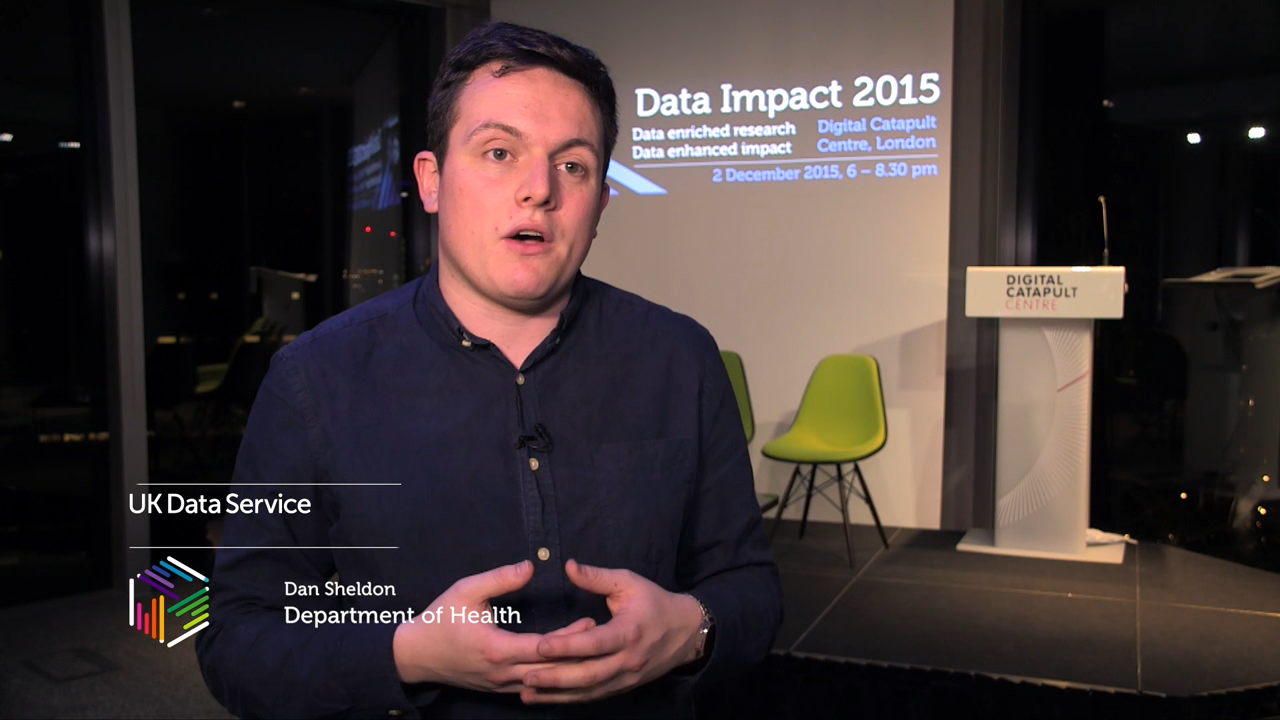 Data Impact 2015
Data enriched research
Data enhanced impact
Digital Catapult
Centre, London
2 December 2015, 6 – 8.30 pm
DIGITAL
CATAPULT
CENTRE
UK Data Service
Dan Sheldon
Department of Health